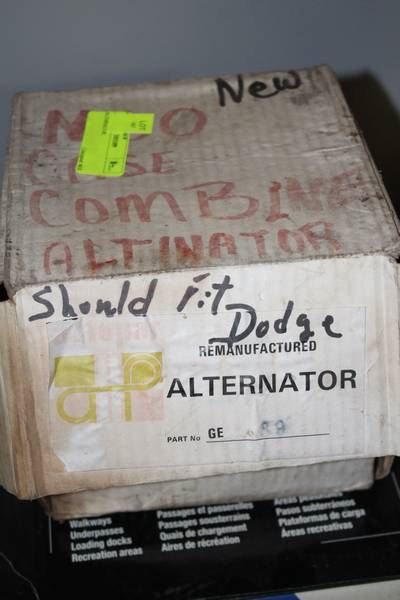 New
CASE
COMBINE
ALTINATOR
LOT
Should Fit
Dodge
REMANUFACTURED
ALTERNATOR
PART No GE
Walkways
Underpasses
Loading docks
Recreation areas
Passages et passerelles
Passages souterrains
Quais de chargement
Aires de récréation
Pasos subterráneos
Plataformas de carga
Áreas recreativas